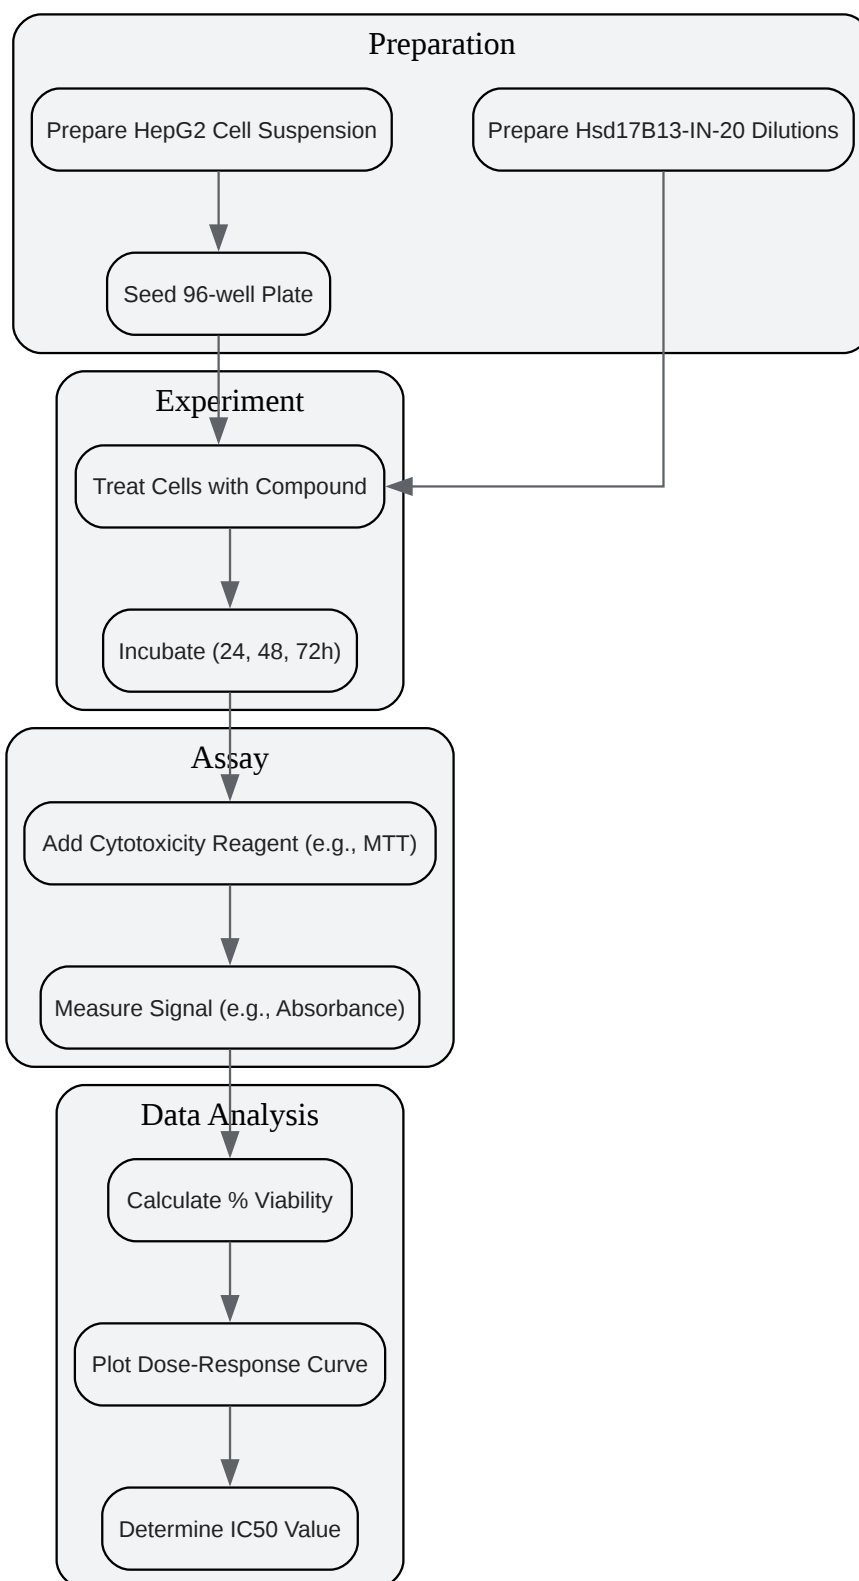 Preparation
Prepare HepG2 Cell Suspension
Prepare Hsd17B13-IN-20 Dilutions
Seed 96-well Plate
Experiment
Treat Cells with Compound
Incubate (24, 48, 72h)
Assay
Add Cytotoxicity Reagent (e.g., MTT)
Measure Signal (e.g., Absorbance)
Data Analysis
Calculate % Viability
Plot Dose-Response Curve
Determine IC50 Value